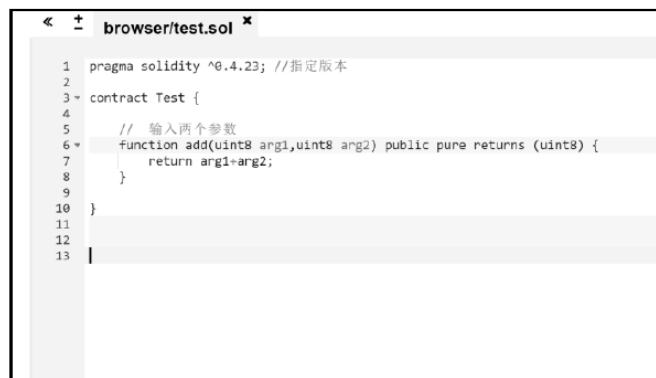 « ± browser/test.sol ×
1 pragma solidity ^0.4.23; //指定版本
2
3 contract Test {
4
5 // 输入两个参数
6 function add(uint8 arg1,uint8 arg2) public pure returns (uint8) {
7 return arg1+arg2;
8 }
9
10 }
11
12
13